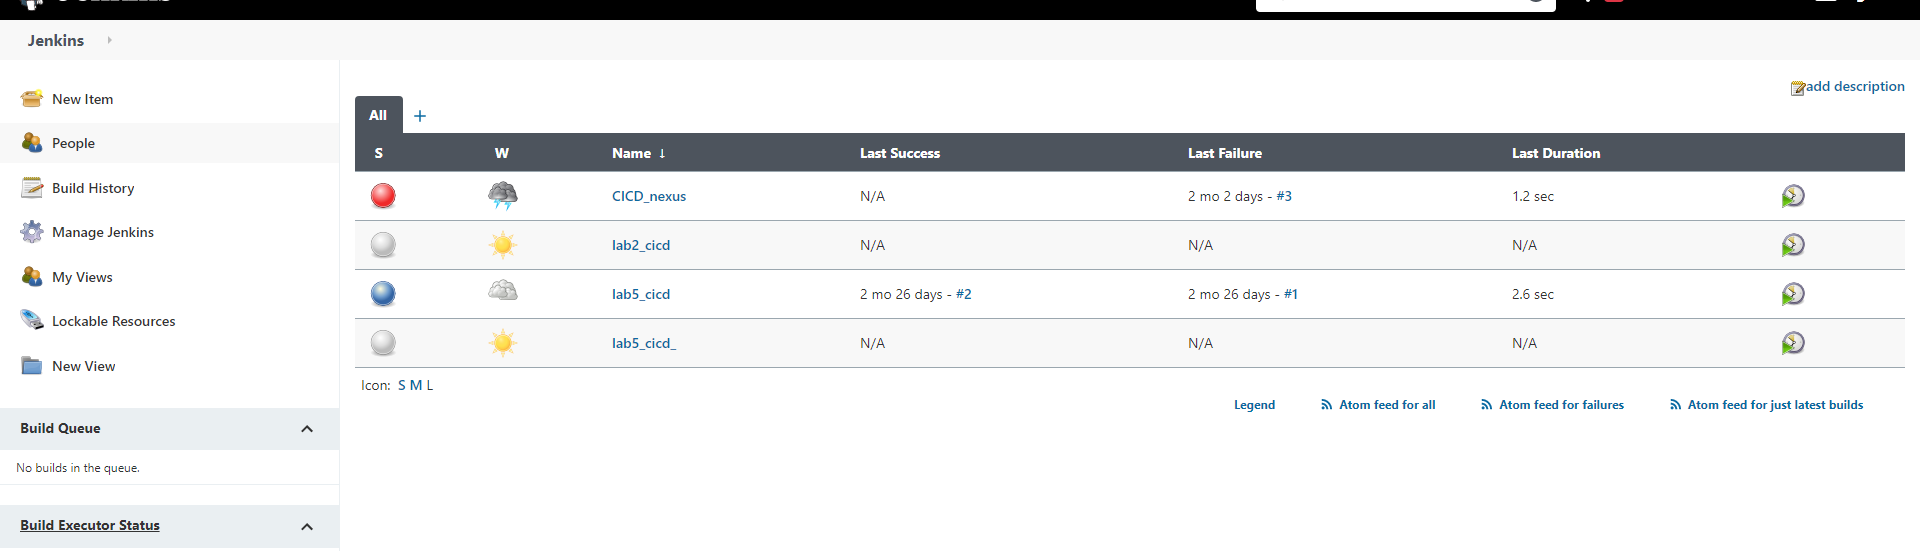 Jenkins
New Item
People
Build History
Manage Jenkins
My Views
Lockable Resources
New View
Build Queue
No builds in the queue.
Build Executor Status
add description
All +
S W Name ↓ Last Success Last Failure Last Duration
CICD_nexus N/A 2 mo 2 days - #3 1.2 sec
lab2_cicd N/A N/A N/A
lab5_cicd 2 mo 26 days - #2 2 mo 26 days - #1 2.6 sec
lab5_cicd_ N/A N/A N/A
Icon: S M L
Legend Atom feed for all Atom feed for failures Atom feed for just latest builds